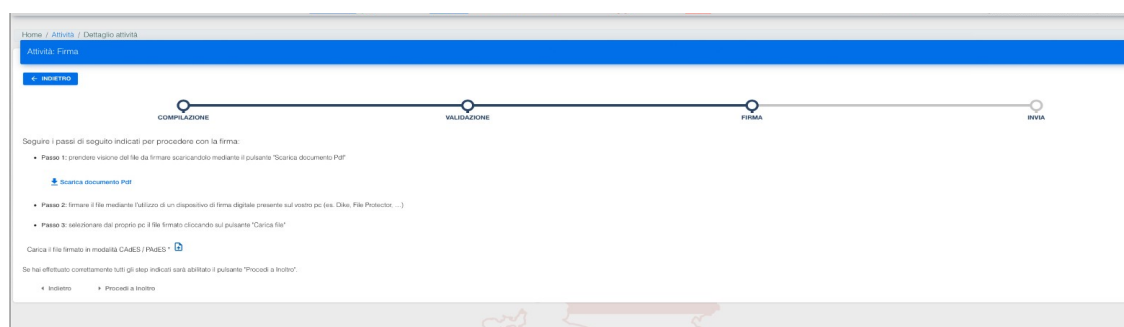 Home / Attività / Dettaglio attività
Attività: Firma
← INDIETRO
COMPILAZIONE VALIDAZIONE FIRMA INVIA
Seguire i passi di seguito indicati per procedere con la firma:
• Passo 1: prendere visione del file da firmare scaricandolo mediante il pulsante "Scarica documento Pdf"
Scarica documento Pdf
• Passo 2: firmare il file mediante l'utilizzo di un dispositivo di firma digitale presente sul vostro pc (es. Dike, File Protector, ...)
• Passo 3: selezionare dal proprio pc il file firmato cliccando sul pulsante "Carica file"
Carica il file firmato in modalità CAdES / PAdES *
Se hai effettuato correttamente tutti gli step indicati sarà abilitato il pulsante "Procedi a Inoltro".
Indietro Procedi a Inoltro